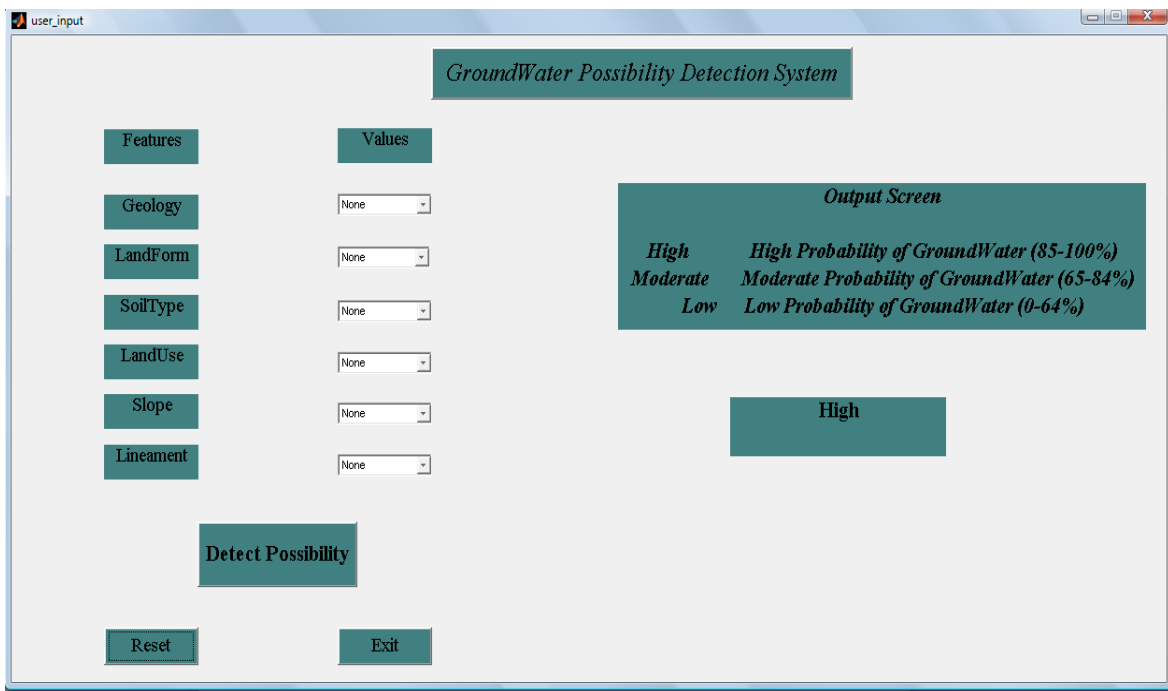 user_input
GroundWater Possibility Detection System
Features Values
Geology None
LandForm None
SoilType None
LandUse None
Slope None
Lineament None
Detect Possibility
Reset Exit
Output Screen
High High Probability of GroundWater (85-100%)
Moderate Moderate Probability of GroundWater (65-84%)
Low Low Probability of GroundWater (0-64%)
High